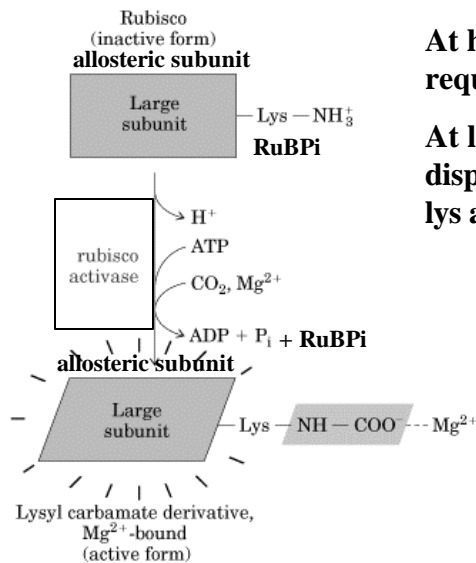 Rubisco
(inactive form)
allosteric subunit
Large
subunit
Lys — NH₃⁺
RuBPi
At
requ
At l
disp
lys a
H⁺
ATP
rubisco
activase
CO₂, Mg²⁺
ADP + Pᵢ + RuBPi
allosteric subunit
Large
subunit
Lys — NH — COO⁻ --- Mg²⁺
Lysyl carbamate derivative,
Mg²⁺-bound
(active form)